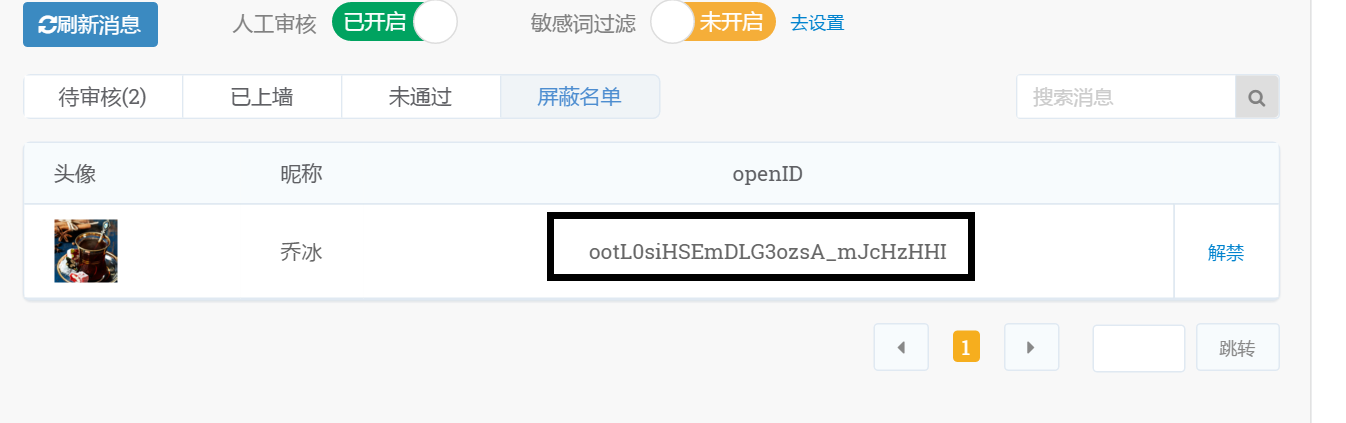 刷新消息 人工审核 已开启 敏感词过滤 未开启 去设置
待审核(2) 已上墙 未通过 屏蔽名单 搜索消息
头像 昵称 openID
乔冰 ootL0siHSEmDLG3ozsA_mJcHzHHI 解禁
1 跳转